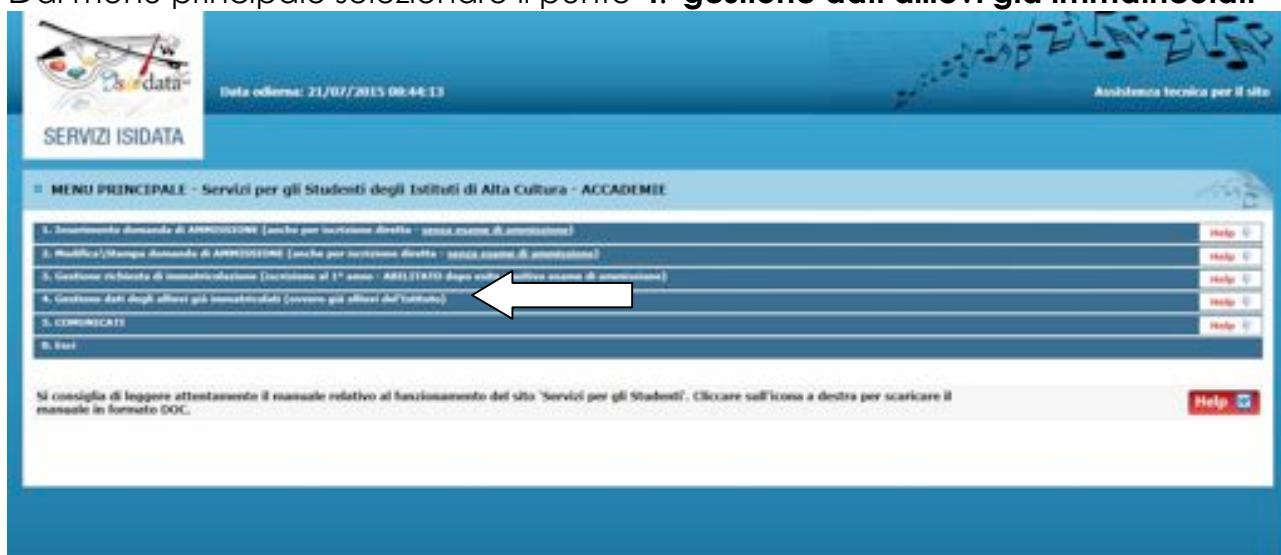 Dal menù principale selezionare il punto 4. gestione dati allievi già immatricolati
Isidata
Data odierna: 21/07/2015 08:44:13
Assistenza tecnica per il sito
SERVIZI ISIDATA
MENU PRINCIPALE - Servizi per gli Studenti degli Istituti di Alta Cultura - ACCADEMIE
1. Inserimento domanda di AMMISSIONE (anche per iscrizione diretta - senza esame di ammissione)
Help
2. Modifica\Stampa domanda di AMMISSIONE (anche per iscrizione diretta - senza esame di ammissione)
Help
3. Gestione richiesta di immatricolazione (iscrizione al 1° anno - ABILITATO dopo esito positivo esame di ammissione)
Help
4. Gestione dati degli allievi già immatricolati (ovvero già allievi dell'Istituto)
Help
5. COMUNICATI
Help
0. Esci
Si consiglia di leggere attentamente il manuale relativo al funzionamento del sito 'Servizi per gli Studenti'. Cliccare sull'icona a destra per scaricare il
manuale in formato DOC.
Help